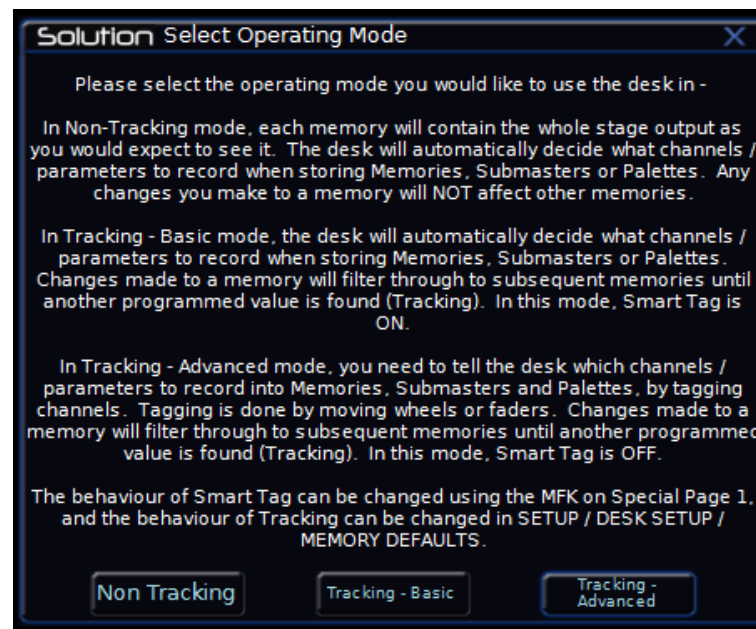 Solution Select Operating Mode X
Please select the operating mode you would like to use the desk in -
In Non-Tracking mode, each memory will contain the whole stage output as
you would expect to see it. The desk will automatically decide what channels /
parameters to record when storing Memories, Submasters or Palettes. Any
changes you make to a memory will NOT affect other memories.
In Tracking - Basic mode, the desk will automatically decide what channels /
parameters to record when storing Memories, Submasters or Palettes.
Changes made to a memory will filter through to subsequent memories until
another programmed value is found (Tracking). In this mode, Smart Tag is
ON.
In Tracking - Advanced mode, you need to tell the desk which channels /
parameters to record into Memories, Submasters and Palettes, by tagging
channels. Tagging is done by moving wheels or faders. Changes made to a
memory will filter through to subsequent memories until another programmed
value is found (Tracking). In this mode, Smart Tag is OFF.
The behaviour of Smart Tag can be changed using the MFK on Special Page 1,
and the behaviour of Tracking can be changed in SETUP / DESK SETUP /
MEMORY DEFAULTS.
Non Tracking
Tracking - Basic
Tracking -
Advanced